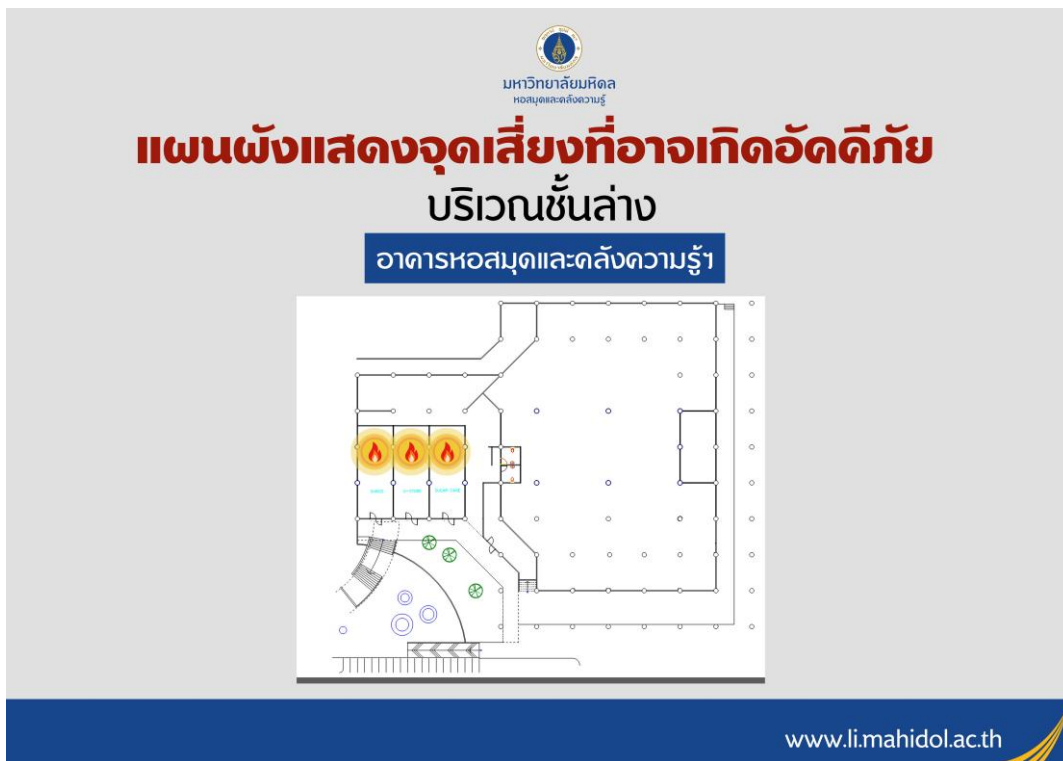 มหาวิทยาลัยมหิดล
หอสมุดและคลังความรู้
แผนผังแสดงจุดเสี่ยงที่อาจเกิดอัคคีภัย
บริเวณชั้นล่าง
อาคารหอสมุดและคลังความรู้ฯ
www.li.mahidol.ac.th